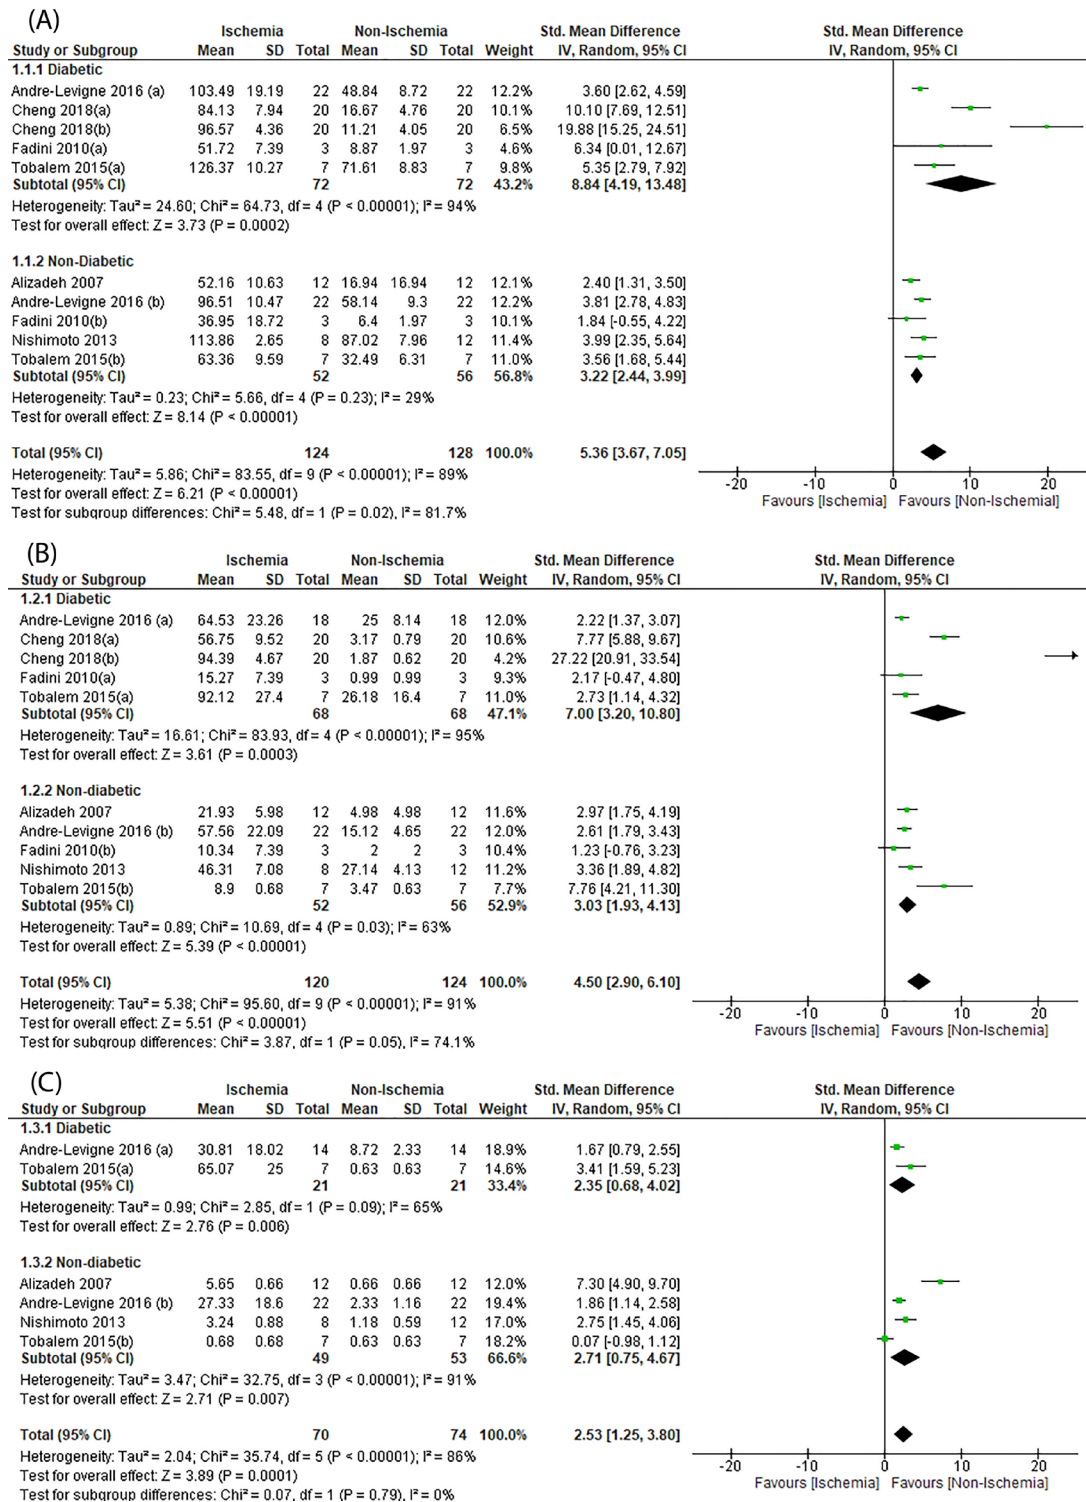 (A)
Ischemia Non-Ischemia Std. Mean Difference Std. Mean Difference
Study or Subgroup Mean SD Total Mean SD Total Weight IV, Random, 95% CI IV, Random, 95% CI
1.1.1 Diabetic
Andre-Levigne 2016 (a) 103.49 19.19 22 48.84 8.72 22 12.2% 3.60 [2.62, 4.59]
Cheng 2018(a) 84.13 7.94 20 16.67 4.76 20 10.1% 10.10 [7.69, 12.51]
Cheng 2018(b) 96.57 4.36 20 11.21 4.05 20 6.5% 19.88 [15.25, 24.51]
Fadini 2010(a) 51.72 7.39 3 8.87 1.97 3 4.6% 6.34 [0.01, 12.67]
Tobalem 2015(a) 126.37 10.27 7 71.61 8.83 7 9.8% 5.35 [2.79, 7.92]
Subtotal (95% CI) 72 72 43.2% 8.84 [4.19, 13.48]
Heterogeneity: Tau² = 24.60; Chi² = 64.73, df = 4 (P < 0.00001); I² = 94%
Test for overall effect: Z = 3.73 (P = 0.0002)
1.1.2 Non-Diabetic
Alizadeh 2007 52.16 10.63 12 16.94 16.94 12 12.1% 2.40 [1.31, 3.50]
Andre-Levigne 2016 (b) 96.51 10.47 22 58.14 9.3 22 12.2% 3.81 [2.78, 4.83]
Fadini 2010(b) 36.95 18.72 3 6.4 1.97 3 10.1% 1.84 [-0.55, 4.22]
Nishimoto 2013 113.86 2.65 8 87.02 7.96 12 11.4% 3.99 [2.35, 5.64]
Tobalem 2015(b) 63.36 9.59 7 32.49 6.31 7 11.0% 3.56 [1.68, 5.44]
Subtotal (95% CI) 52 56 56.8% 3.22 [2.44, 3.99]
Heterogeneity: Tau² = 0.23; Chi² = 5.66, df = 4 (P = 0.23); I² = 29%
Test for overall effect: Z = 8.14 (P < 0.00001)
Total (95% CI) 124 128 100.0% 5.36 [3.67, 7.05]
Heterogeneity: Tau² = 5.86; Chi² = 83.55, df = 9 (P < 0.00001); I² = 89%
Test for overall effect: Z = 6.21 (P < 0.00001)
Test for subgroup differences: Chi² = 5.48, df = 1 (P = 0.02), I² = 81.7%
-20 -10 0 10 20
Favours [Ischemia] Favours [Non-Ischemial]
(B)
Ischemia Non-Ischemia Std. Mean Difference Std. Mean Difference
Study or Subgroup Mean SD Total Mean SD Total Weight IV, Random, 95% CI IV, Random, 95% CI
1.2.1 Diabetic
Andre-Levigne 2016 (a) 64.53 23.26 18 25 8.14 18 12.0% 2.22 [1.37, 3.07]
Cheng 2018(a) 56.75 9.52 20 3.17 0.79 20 10.6% 7.77 [5.88, 9.67]
Cheng 2018(b) 94.39 4.67 20 1.87 0.62 20 4.2% 27.22 [20.91, 33.54]
Fadini 2010(a) 15.27 7.39 3 0.99 0.99 3 9.3% 2.17 [-0.47, 4.80]
Tobalem 2015(a) 92.12 27.4 7 26.18 16.4 7 11.0% 2.73 [1.14, 4.32]
Subtotal (95% CI) 68 68 47.1% 7.00 [3.20, 10.80]
Heterogeneity: Tau² = 16.61; Chi² = 83.93, df = 4 (P < 0.00001); I² = 95%
Test for overall effect: Z = 3.61 (P = 0.0003)
1.2.2 Non-diabetic
Alizadeh 2007 21.93 5.98 12 4.98 4.98 12 11.6% 2.97 [1.75, 4.19]
Andre-Levigne 2016 (b) 57.56 22.09 22 15.12 4.65 22 12.0% 2.61 [1.79, 3.43]
Fadini 2010(b) 10.34 7.39 3 2 2 3 10.4% 1.23 [-0.76, 3.23]
Nishimoto 2013 46.31 7.08 8 27.14 4.13 12 11.2% 3.36 [1.89, 4.82]
Tobalem 2015(b) 8.9 0.68 7 3.47 0.63 7 7.7% 7.76 [4.21, 11.30]
Subtotal (95% CI) 52 56 52.9% 3.03 [1.93, 4.13]
Heterogeneity: Tau² = 0.89; Chi² = 10.69, df = 4 (P = 0.03); I² = 63%
Test for overall effect: Z = 5.39 (P < 0.00001)
Total (95% CI) 120 124 100.0% 4.50 [2.90, 6.10]
Heterogeneity: Tau² = 5.38; Chi² = 95.60, df = 9 (P < 0.00001); I² = 91%
Test for overall effect: Z = 5.51 (P < 0.00001)
Test for subgroup differences: Chi² = 3.87, df = 1 (P = 0.05), I² = 74.1%
-20 -10 0 10 20
Favours [Ischemia] Favours [Non-Ischemia]
(C)
Ischemia Non-Ischemia Std. Mean Difference Std. Mean Difference
Study or Subgroup Mean SD Total Mean SD Total Weight IV, Random, 95% CI IV, Random, 95% CI
1.3.1 Diabetic
Andre-Levigne 2016 (a) 30.81 18.02 14 8.72 2.33 14 18.9% 1.67 [0.79, 2.55]
Tobalem 2015(a) 65.07 25 7 0.63 0.63 7 14.6% 3.41 [1.59, 5.23]
Subtotal (95% CI) 21 21 33.4% 2.35 [0.68, 4.02]
Heterogeneity: Tau² = 0.99; Chi² = 2.85, df = 1 (P = 0.09); I² = 65%
Test for overall effect: Z = 2.76 (P = 0.006)
1.3.2 Non-diabetic
Alizadeh 2007 5.65 0.66 12 0.66 0.66 12 12.0% 7.30 [4.90, 9.70]
Andre-Levigne 2016 (b) 27.33 18.6 22 2.33 1.16 22 19.4% 1.86 [1.14, 2.58]
Nishimoto 2013 3.24 0.88 8 1.18 0.59 12 17.0% 2.75 [1.45, 4.06]
Tobalem 2015(b) 0.68 0.68 7 0.63 0.63 7 18.2% 0.07 [-0.98, 1.12]
Subtotal (95% CI) 49 53 66.6% 2.71 [0.75, 4.67]
Heterogeneity: Tau² = 3.47; Chi² = 32.75, df = 3 (P < 0.00001); I² = 91%
Test for overall effect: Z = 2.71 (P = 0.007)
Total (95% CI) 70 74 100.0% 2.53 [1.25, 3.80]
Heterogeneity: Tau² = 2.04; Chi² = 35.74, df = 5 (P < 0.00001); I² = 86%
Test for overall effect: Z = 3.89 (P = 0.0001)
Test for subgroup differences: Chi² = 0.07, df = 1 (P = 0.79), I² = 0%
-20 -10 0 10 20
Favours [Ischemia] Favours [Non-Ischemia]